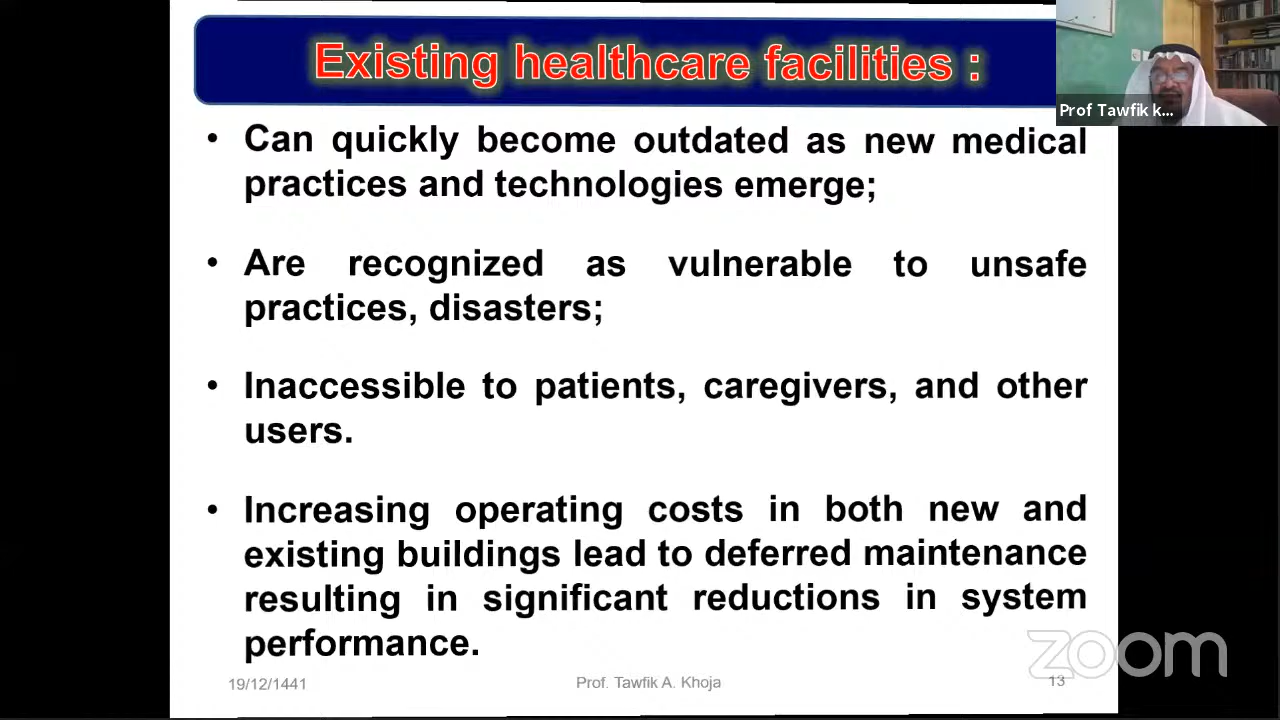 Existing healthcare facilities :
Prof Tawfik k...
• Can quickly become outdated as new medical
practices and technologies emerge;
• Are recognized as vulnerable to unsafe
practices, disasters;
• Inaccessible to patients, caregivers, and other
users.
• Increasing operating costs in both new and
existing buildings lead to deferred maintenance
resulting in significant reductions in system
performance.
zoom
19/12/1441 Prof. Tawfik A. Khoja 13